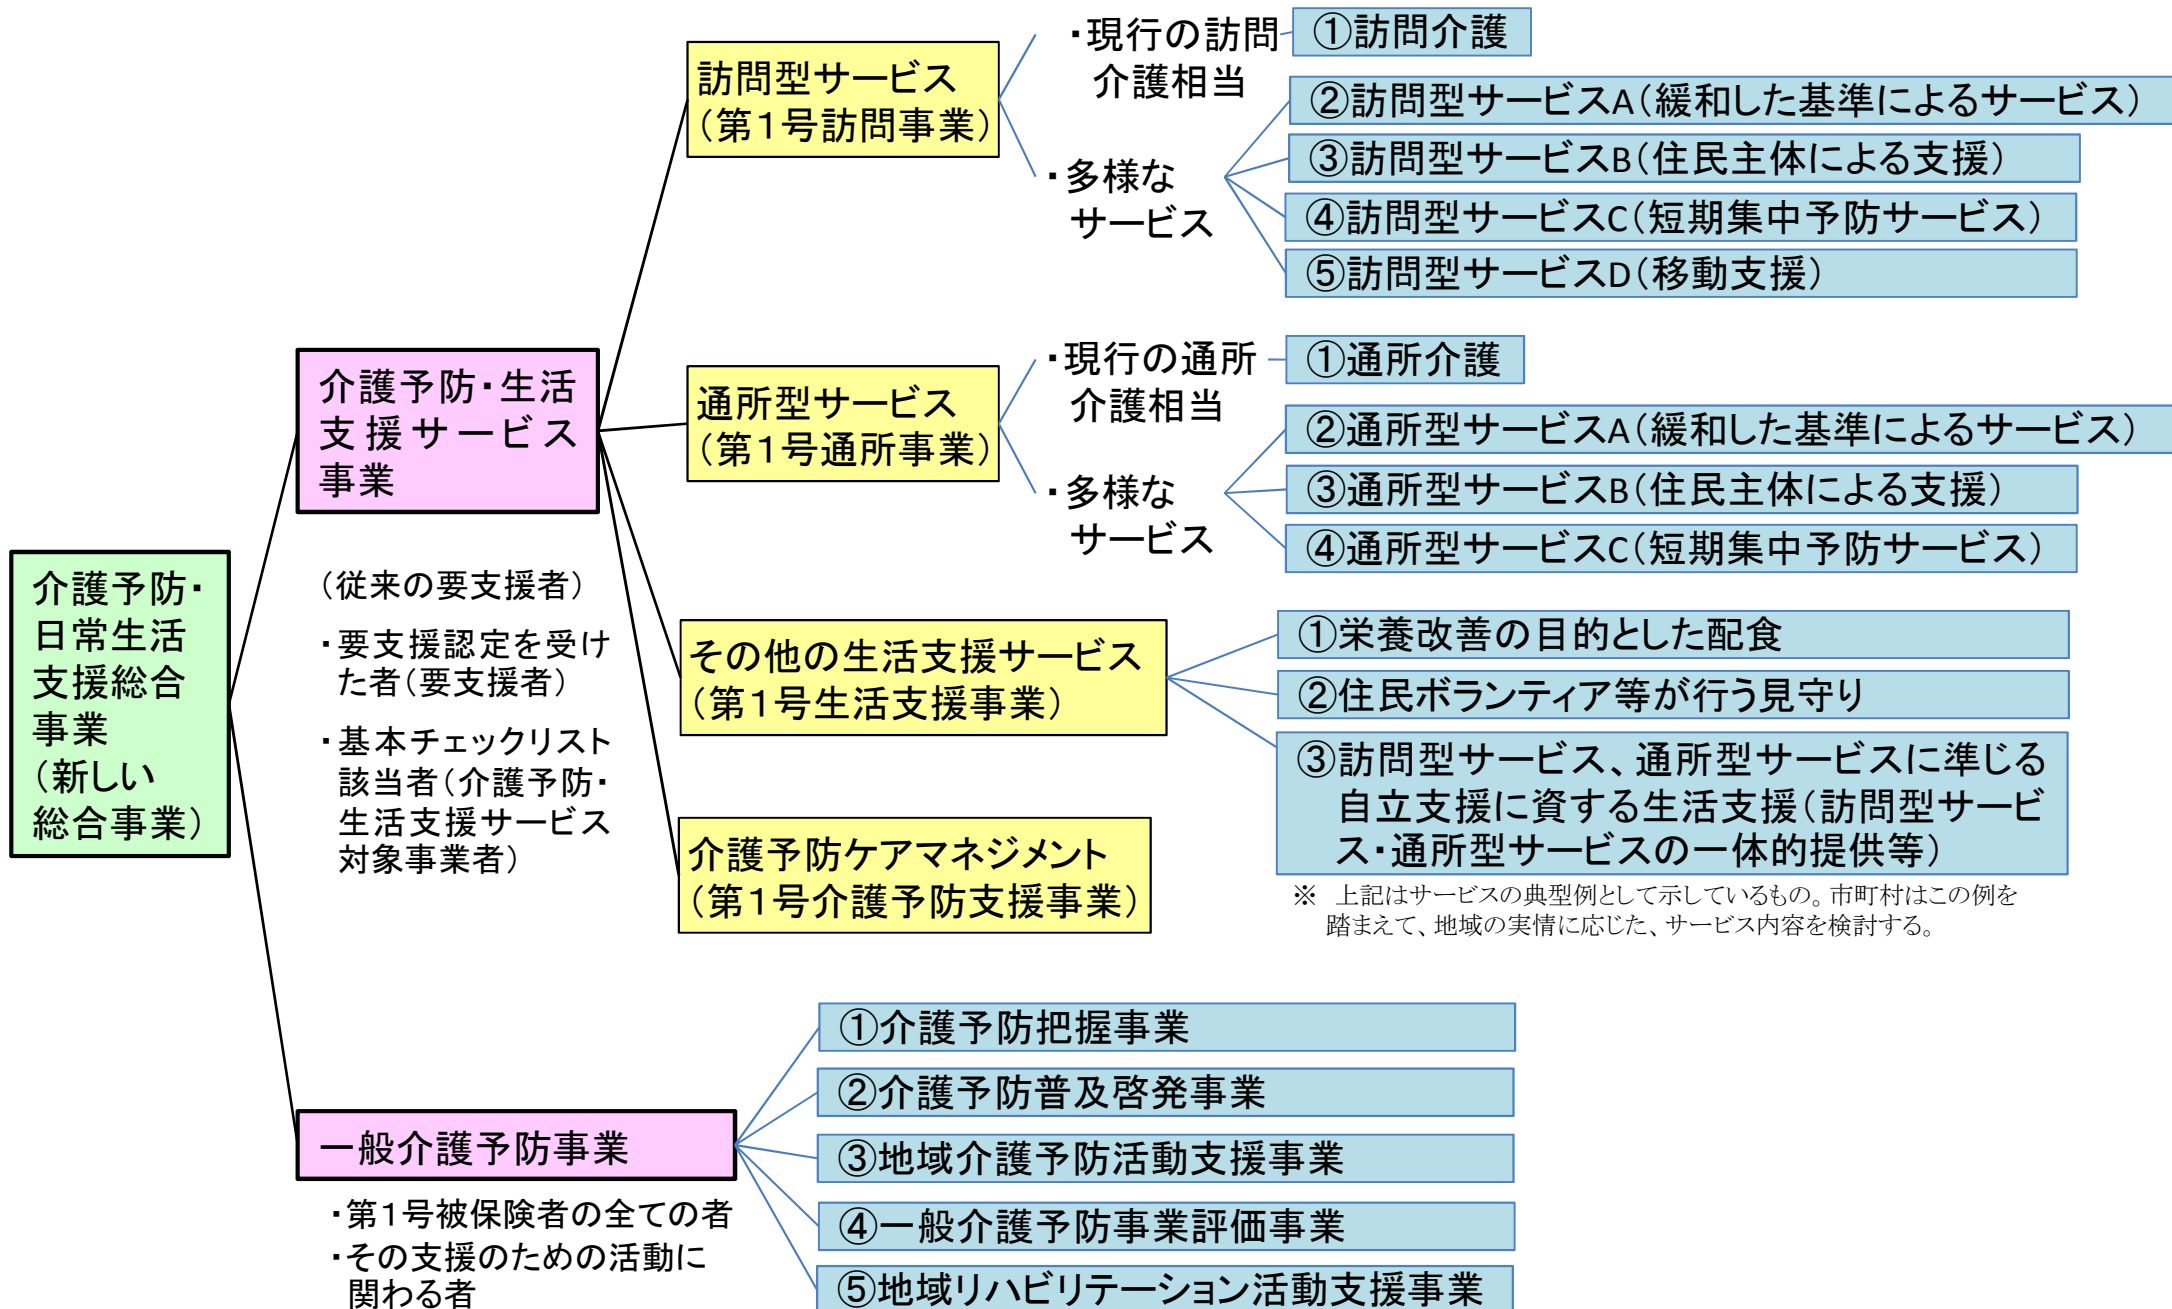 介護予防・
日常生活
支援総合
事業
（新しい
総合事業）
介護予防・生活
支援サービス
事業
（従来の要支援者）
・要支援認定を受け
た者（要支援者）
・基本チェックリスト
該当者（介護予防・
生活支援サービス
対象事業者）
訪問型サービス
（第１号訪問事業）
・現行の訪問
介護相当
①訪問介護
・多様な
サービス
②訪問型サービスA（緩和した基準によるサービス）
③訪問型サービスB（住民主体による支援）
④訪問型サービスC（短期集中予防サービス）
⑤訪問型サービスD（移動支援）
通所型サービス
（第１号通所事業）
・現行の通所
介護相当
①通所介護
・多様な
サービス
②通所型サービスA（緩和した基準によるサービス）
③通所型サービスB（住民主体による支援）
④通所型サービスC（短期集中予防サービス）
その他の生活支援サービス
（第１号生活支援事業）
①栄養改善の目的とした配食
②住民ボランティア等が行う見守り
③訪問型サービス、通所型サービスに準じる
自立支援に資する生活支援（訪問型サービ
ス・通所型サービスの一体的提供等）
介護予防ケアマネジメント
（第１号介護予防支援事業）
※　上記はサービスの典型例として示しているもの。市町村はこの例を
踏まえて、地域の実情に応じた、サービス内容を検討する。
一般介護予防事業
・第１号被保険者の全ての者
・その支援のための活動に
関わる者
①介護予防把握事業
②介護予防普及啓発事業
③地域介護予防活動支援事業
④一般介護予防事業評価事業
⑤地域リハビリテーション活動支援事業